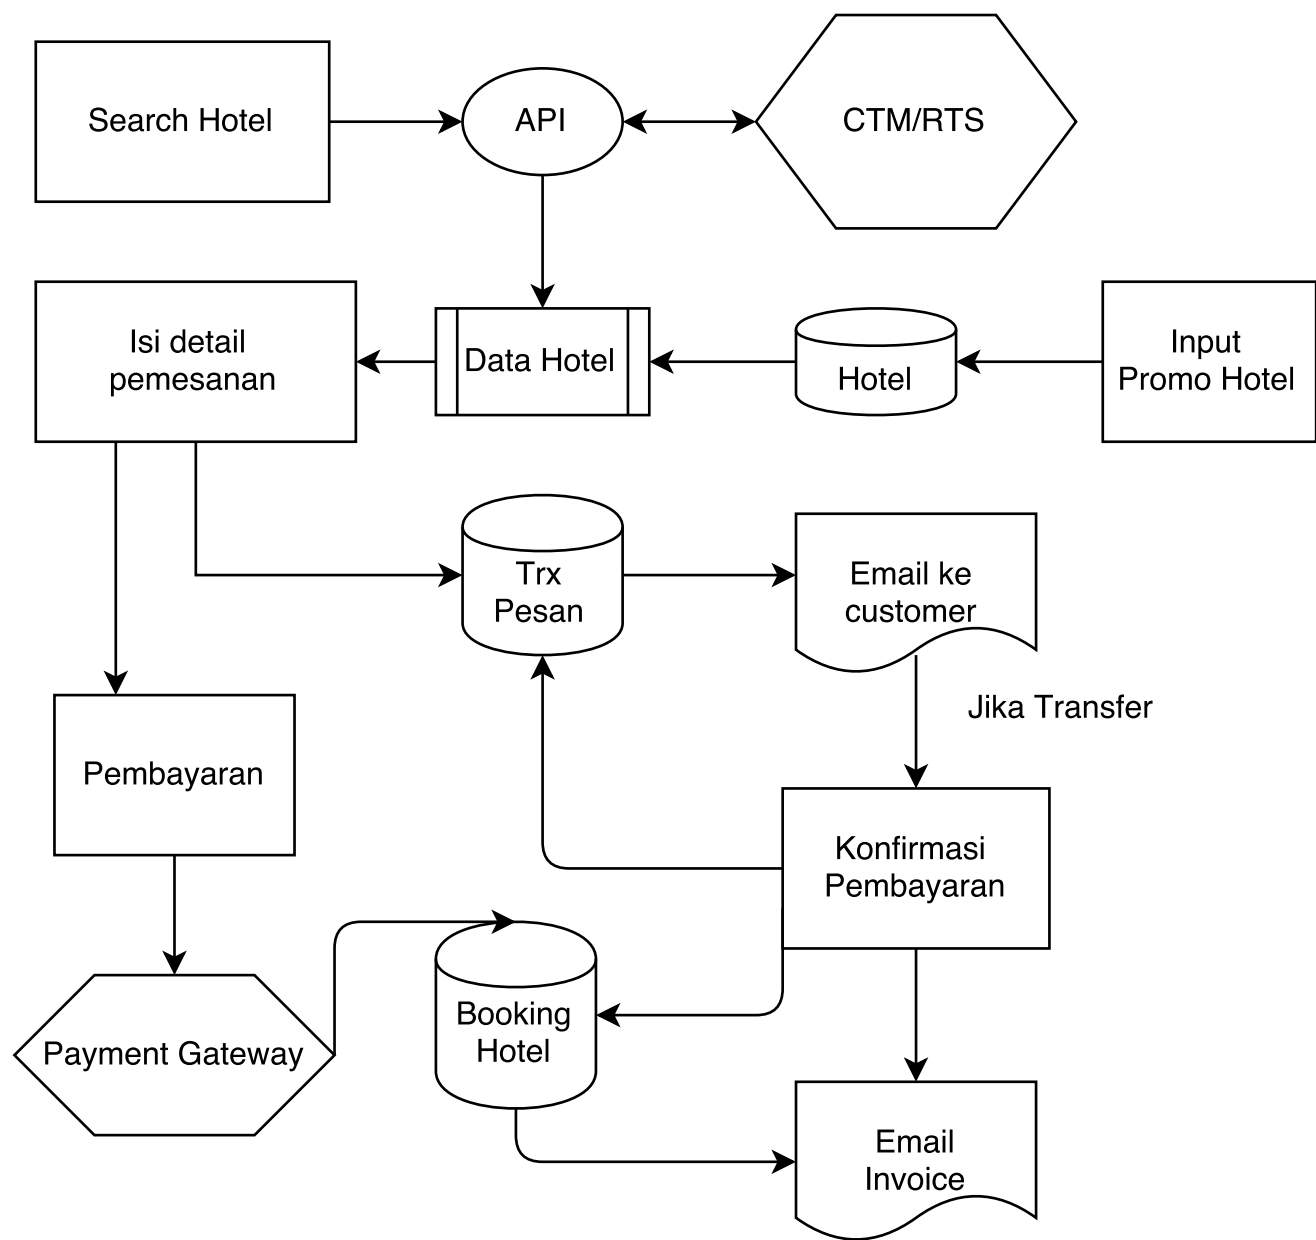 Search Hotel
API
CTM/RTS
Isi detail
pemesanan
Data Hotel
Hotel
Input
Promo Hotel
Trx
Pesan
Email ke
customer
Jika Transfer
Pembayaran
Konfirmasi
Pembayaran
Payment Gateway
Booking
Hotel
Email
Invoice